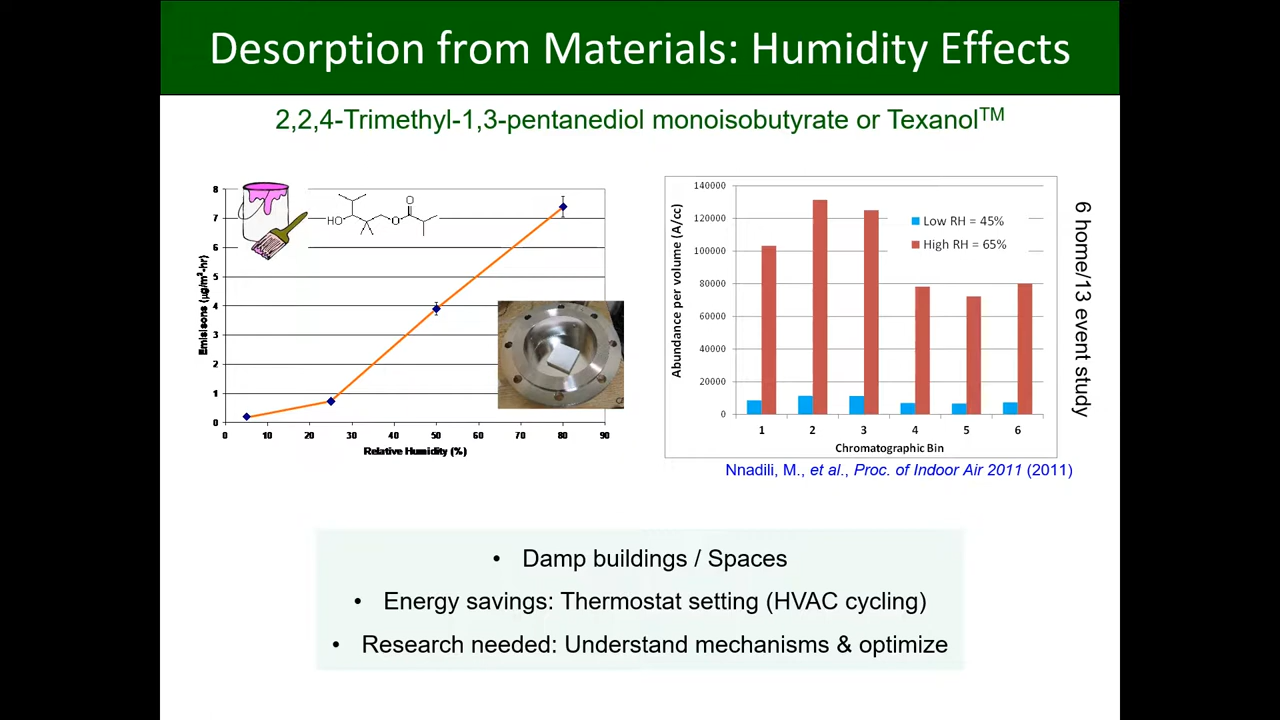 Desorption from Materials: Humidity Effects
2,2,4-Trimethyl-1,3-pentanediol monoisobutyrate or Texanol™
8
7
6
5
4
3
2
1
0
Emisisons (µg/m²-hr)
HO
O
O
0 10 20 30 40 50 60 70 80 90
Relative Humidity (%)
140000
120000
100000
80000
60000
40000
20000
0
Abundance per volume (A/cc)
Low RH = 45%
High RH = 65%
1 2 3 4 5 6
Chromatographic Bin
6 home/13 event study
Nnadili, M., et al., Proc. of Indoor Air 2011 (2011)
• Damp buildings / Spaces
• Energy savings: Thermostat setting (HVAC cycling)
• Research needed: Understand mechanisms & optimize